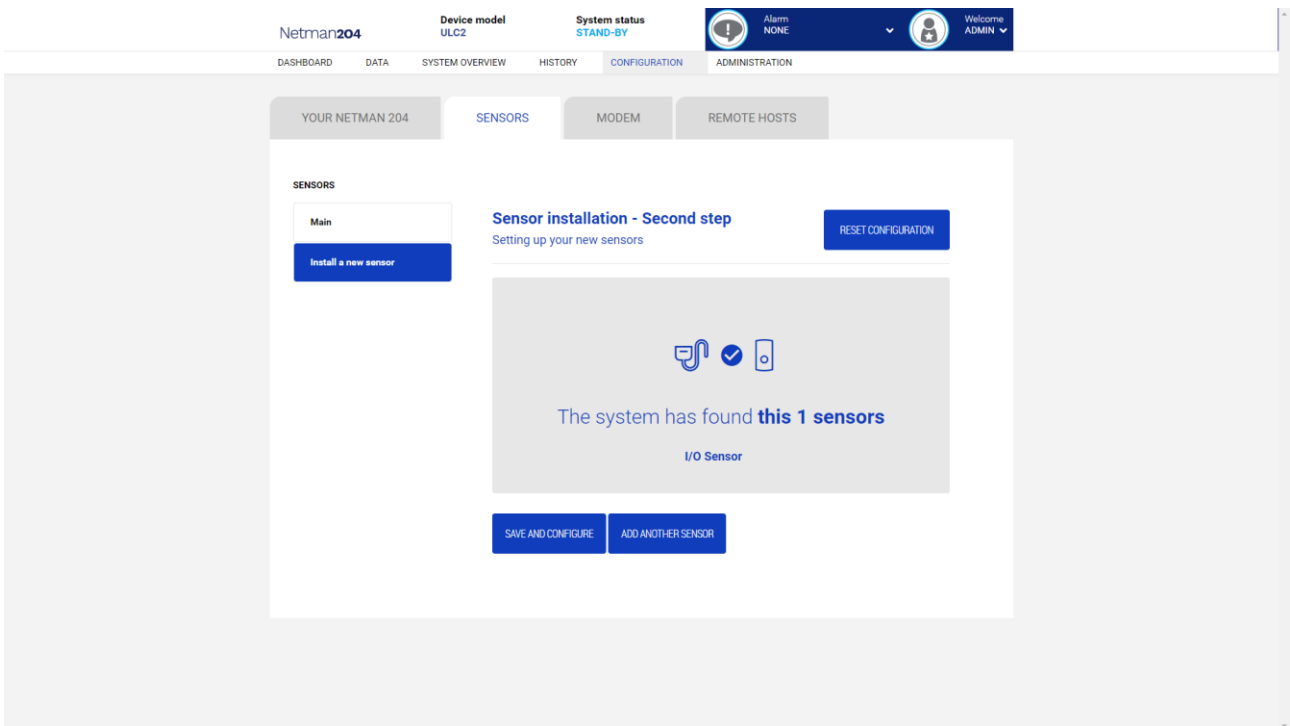 Netman204
Device model
ULC2
System status
STAND-BY
Alarm
NONE
Welcome
ADMIN
DASHBOARD DATA SYSTEM OVERVIEW HISTORY CONFIGURATION ADMINISTRATION
YOUR NETMAN 204 SENSORS MODEM REMOTE HOSTS
SENSORS
Main
Install a new sensor
Sensor installation - Second step
Setting up your new sensors
RESET CONFIGURATION
The system has found this 1 sensors
I/O Sensor
SAVE AND CONFIGURE ADD ANOTHER SENSOR